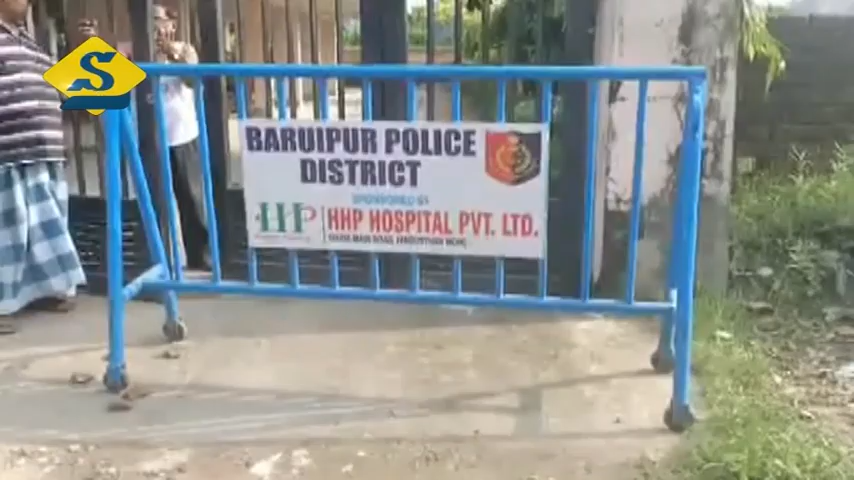 S
BARUIPUR POLICE
DISTRICT
SPONSORED BY
HHP
HHP HOSPITAL PVT. LTD.